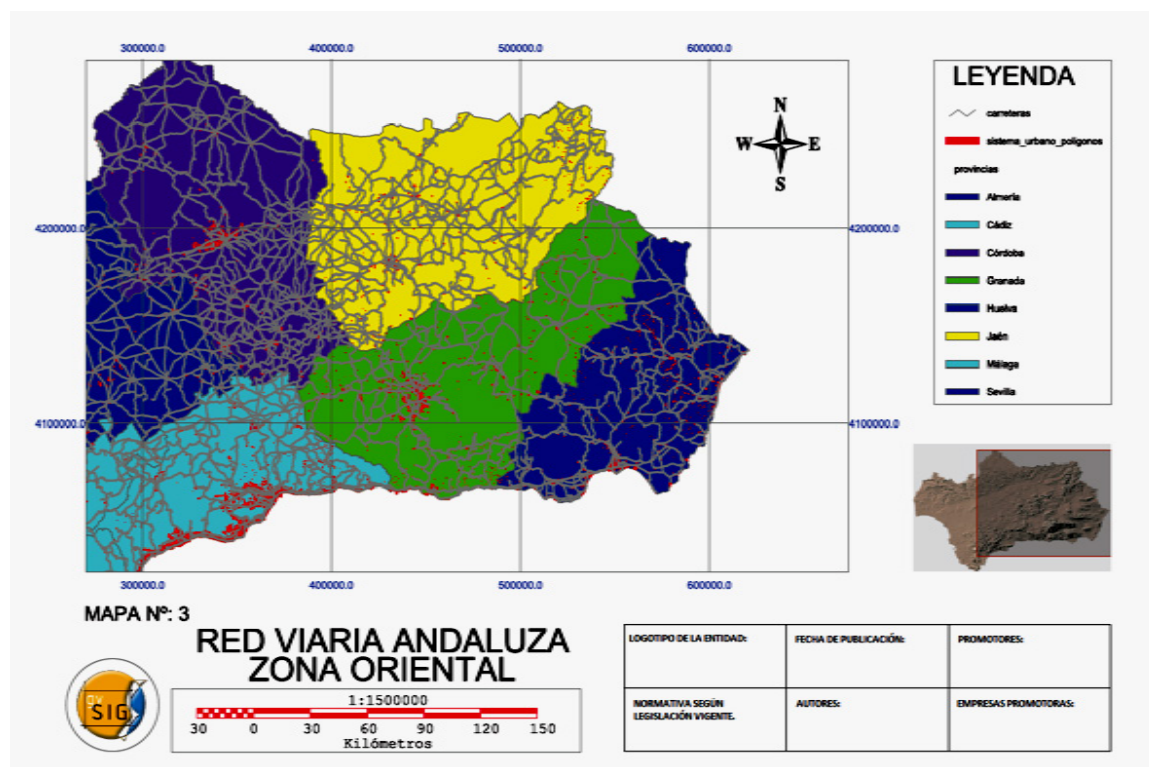 300000.0 400000.0 500000.0 600000.0
LEYENDA
carreteras
sistema_urbano_poligonos
provincias
Almería
Cádiz
Córdoba
Granada
Huelva
Jaén
Málaga
Sevilla
N
W E
S
4200000.0 4200000.0
4100000.0 4100000.0
300000.0 400000.0 500000.0 600000.0
MAPA Nº: 3
RED VIARIA ANDALUZA
ZONA ORIENTAL
gv
SIG
1:1500000
30 0 30 60 90 120 150
Kilómetros
LOGOTIPO DE LA ENTIDAD:
FECHA DE PUBLICACIÓN:
PROMOTORES:
NORMATIVA SEGÚN
LEGISLACIÓN VIGENTE.
AUTORES:
EMPRESAS PROMOTORAS: